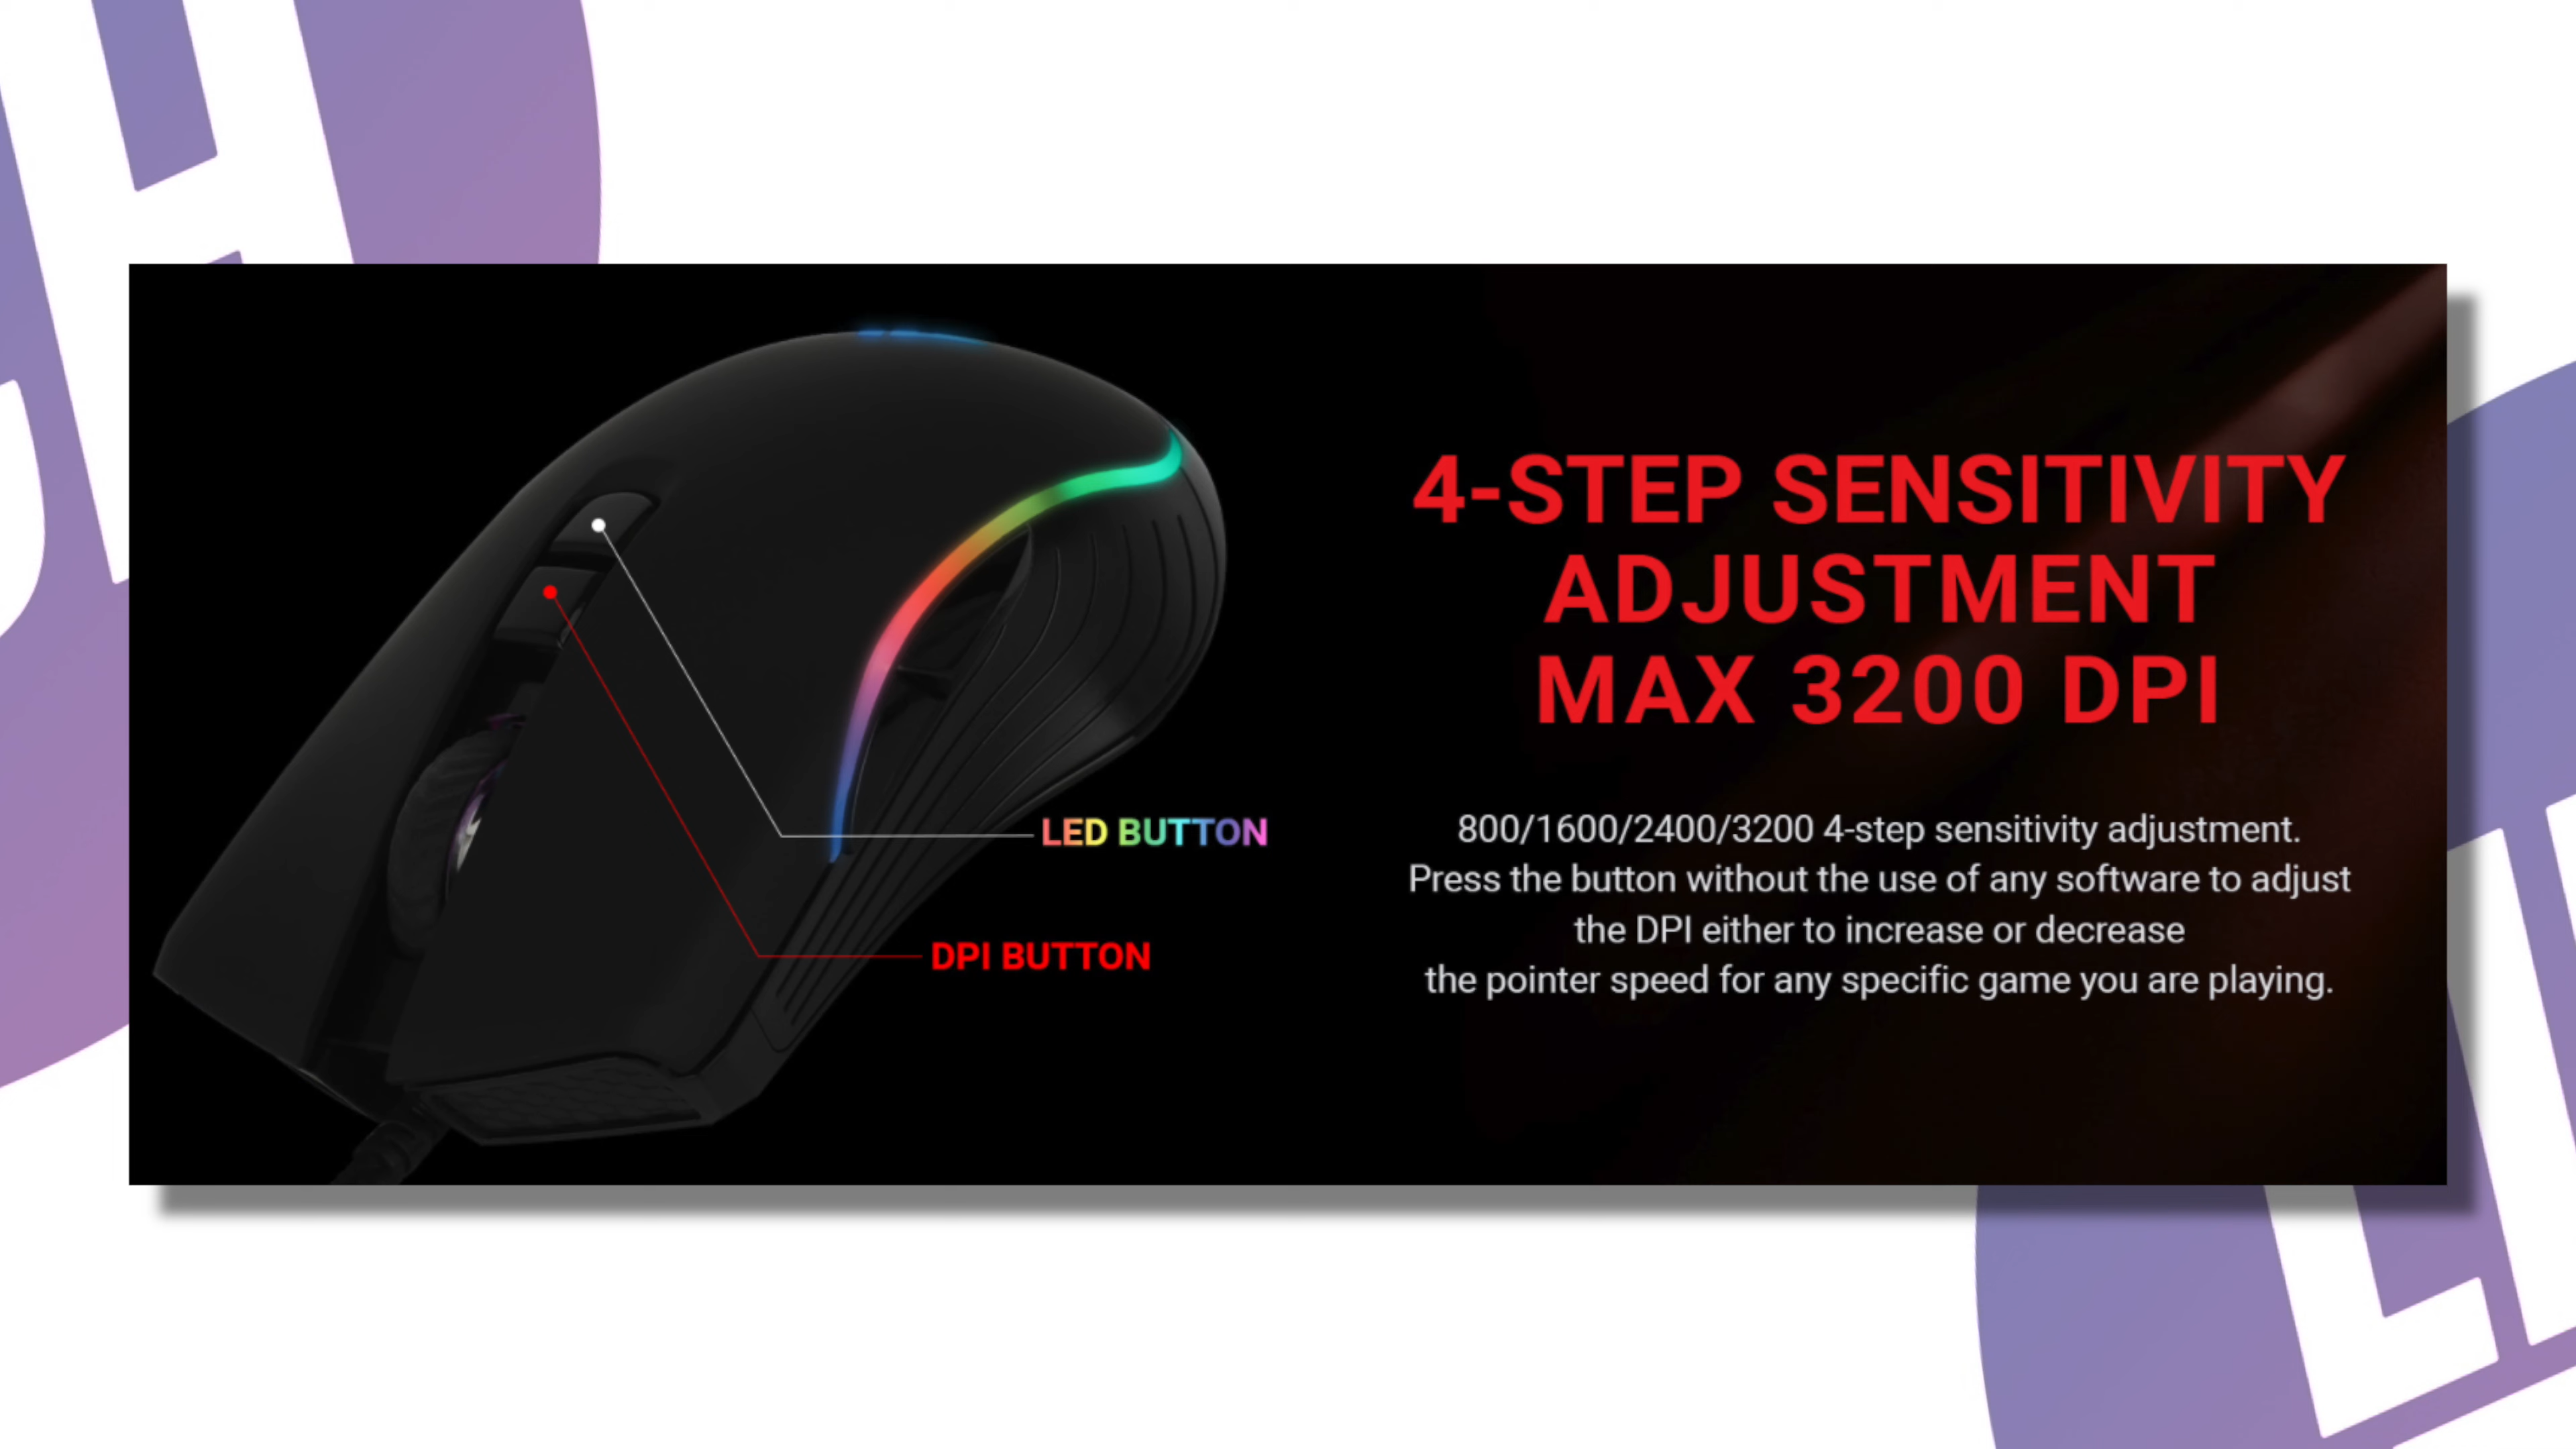 4-STEP SENSITIVITY
ADJUSTMENT
MAX 3200 DPI
LED BUTTON
DPI BUTTON
800/1600/2400/3200 4-step sensitivity adjustment.
Press the button without the use of any software to adjust
the DPI either to increase or decrease
the pointer speed for any specific game you are playing.